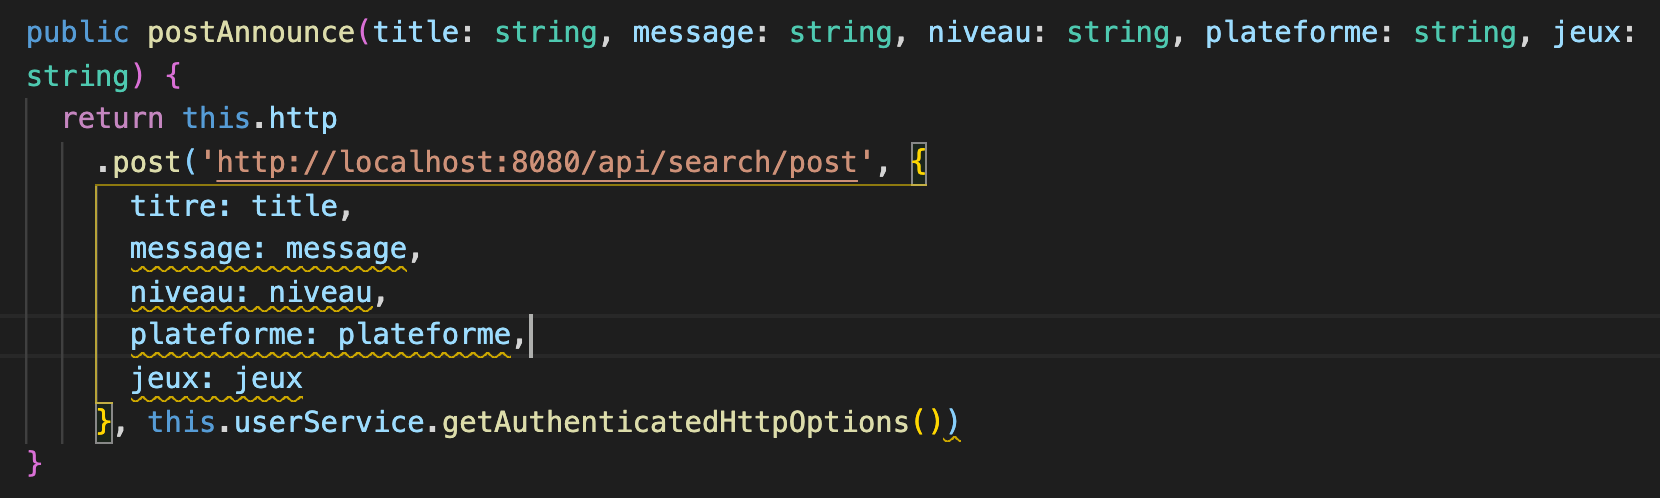 public postAnnounce(title: string, message: string, niveau: string, plateforme: string, jeux:
string) {
return this.http
.post('http://localhost:8080/api/search/post', {
titre: title,
message: message,
niveau: niveau,
plateforme: plateforme,
jeux: jeux
}, this.userService.getAuthenticatedHttpOptions())
}